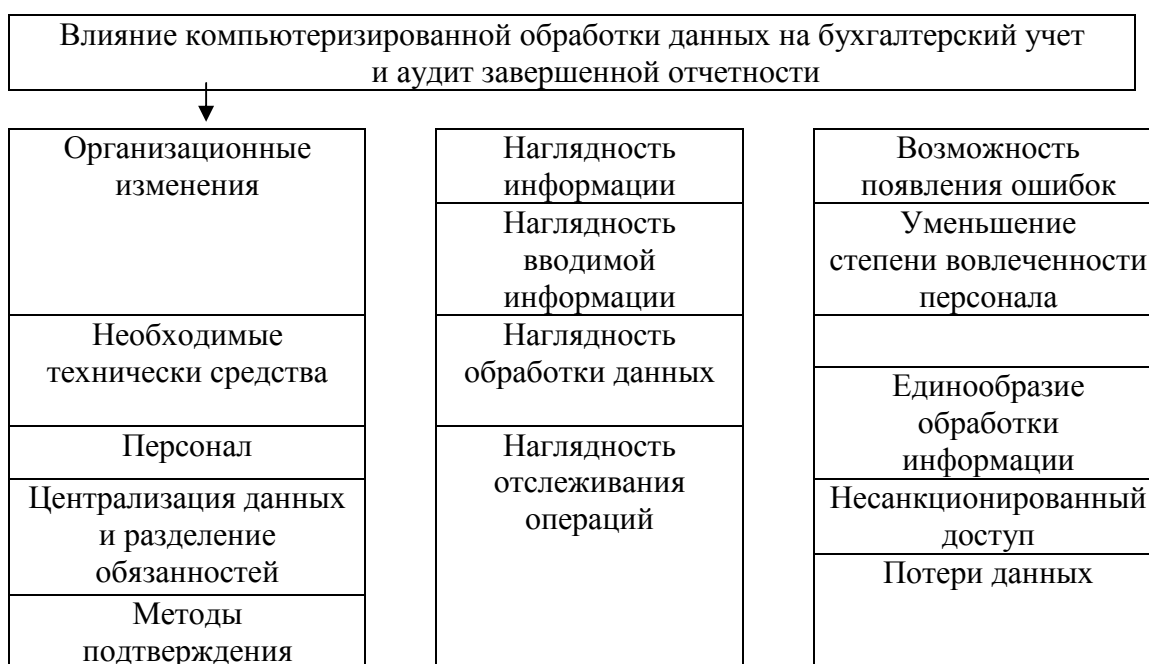 Влияние компьютеризированной обработки данных на бухгалтерский учет
и аудит завершенной отчетности
Организационные
изменения
Необходимые
технически средства
Персонал
Централизация данных
и разделение
обязанностей
Методы
подтверждения
Наглядность
информации
Наглядность
вводимой
информации
Наглядность
обработки данных
Наглядность
отслеживания
операций
Возможность
появления ошибок
Уменьшение
степени вовлеченности
персонала
Единообразие
обработки
информации
Несанкционированный
доступ
Потери данных